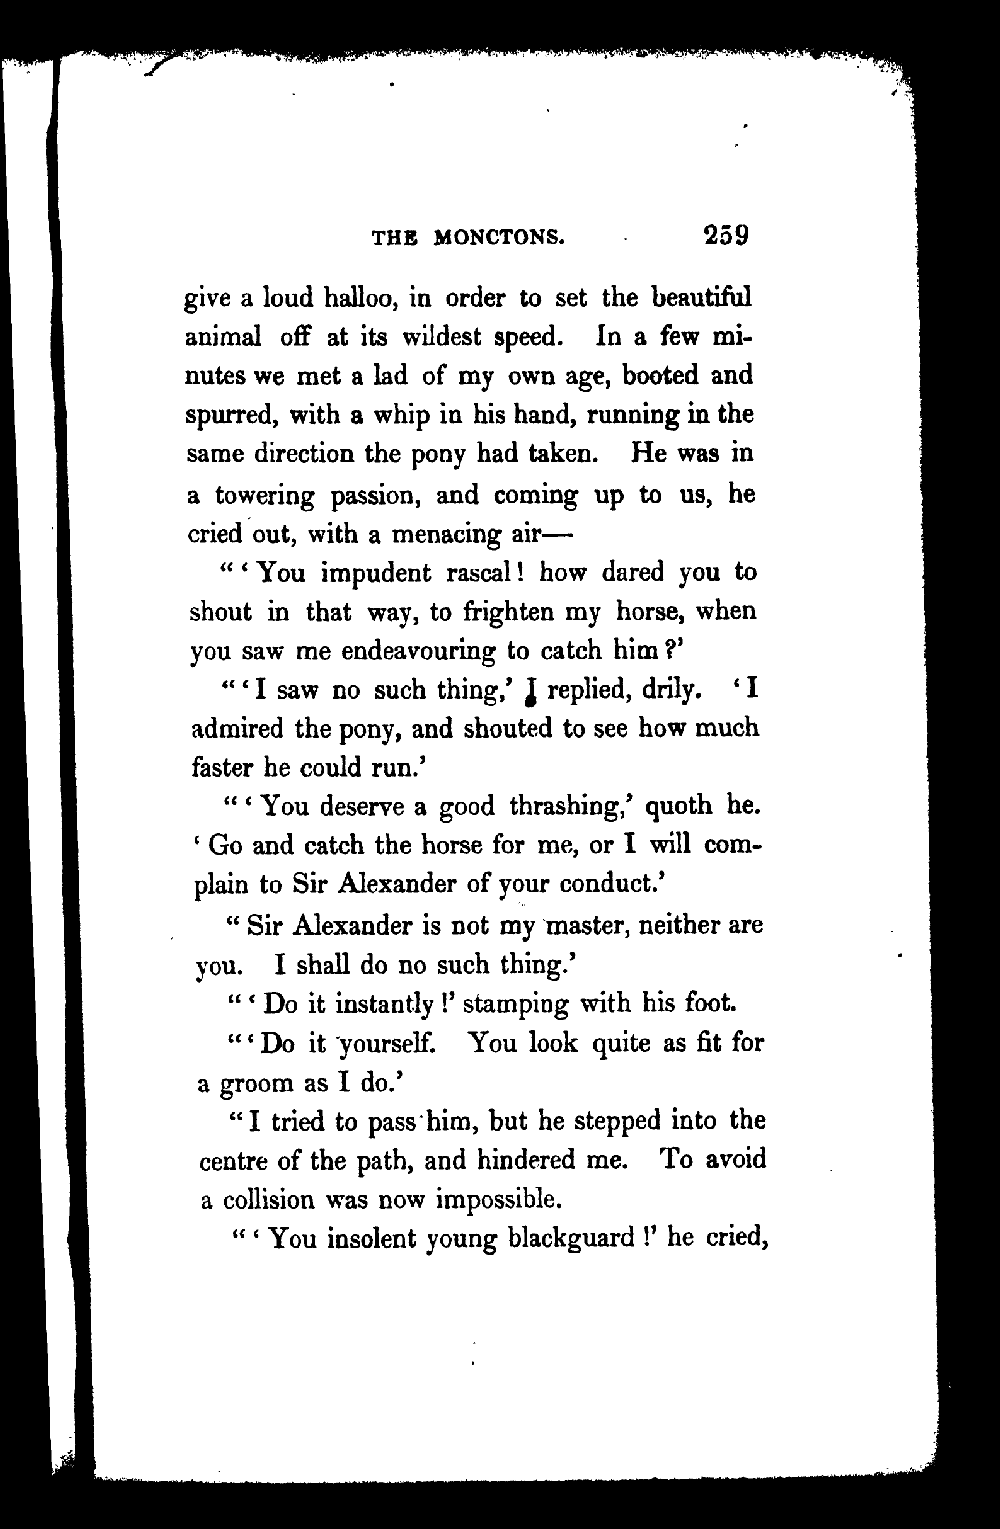 THE MONCTONS. 259
give a loud halloo, in order to set the beautiful
animal off at its wildest speed. In a few mi-
nutes we met a lad of my own age, booted and
spurred, with a whip in his hand, running in the
same direction the pony had taken. He was in
a towering passion, and coming up to us, he
cried out, with a menacing air—
“‘You impudent rascal! how dared you to
shout in that way, to frighten my horse, when
you saw me endeavouring to catch him?’
“‘I saw no such thing,’ I replied, drily. ‘I
admired the pony, and shouted to see how much
faster he could run.’
“‘You deserve a good thrashing,’ quoth he.
‘Go and catch the horse for me, or I will com-
plain to Sir Alexander of your conduct.’
“Sir Alexander is not my master, neither are
you. I shall do no such thing.’
“‘Do it instantly!’ stamping with his foot.
“‘Do it yourself. You look quite as fit for
a groom as I do.’
“I tried to pass him, but he stepped into the
centre of the path, and hindered me. To avoid
a collision was now impossible.
“‘You insolent young blackguard!’ he cried,